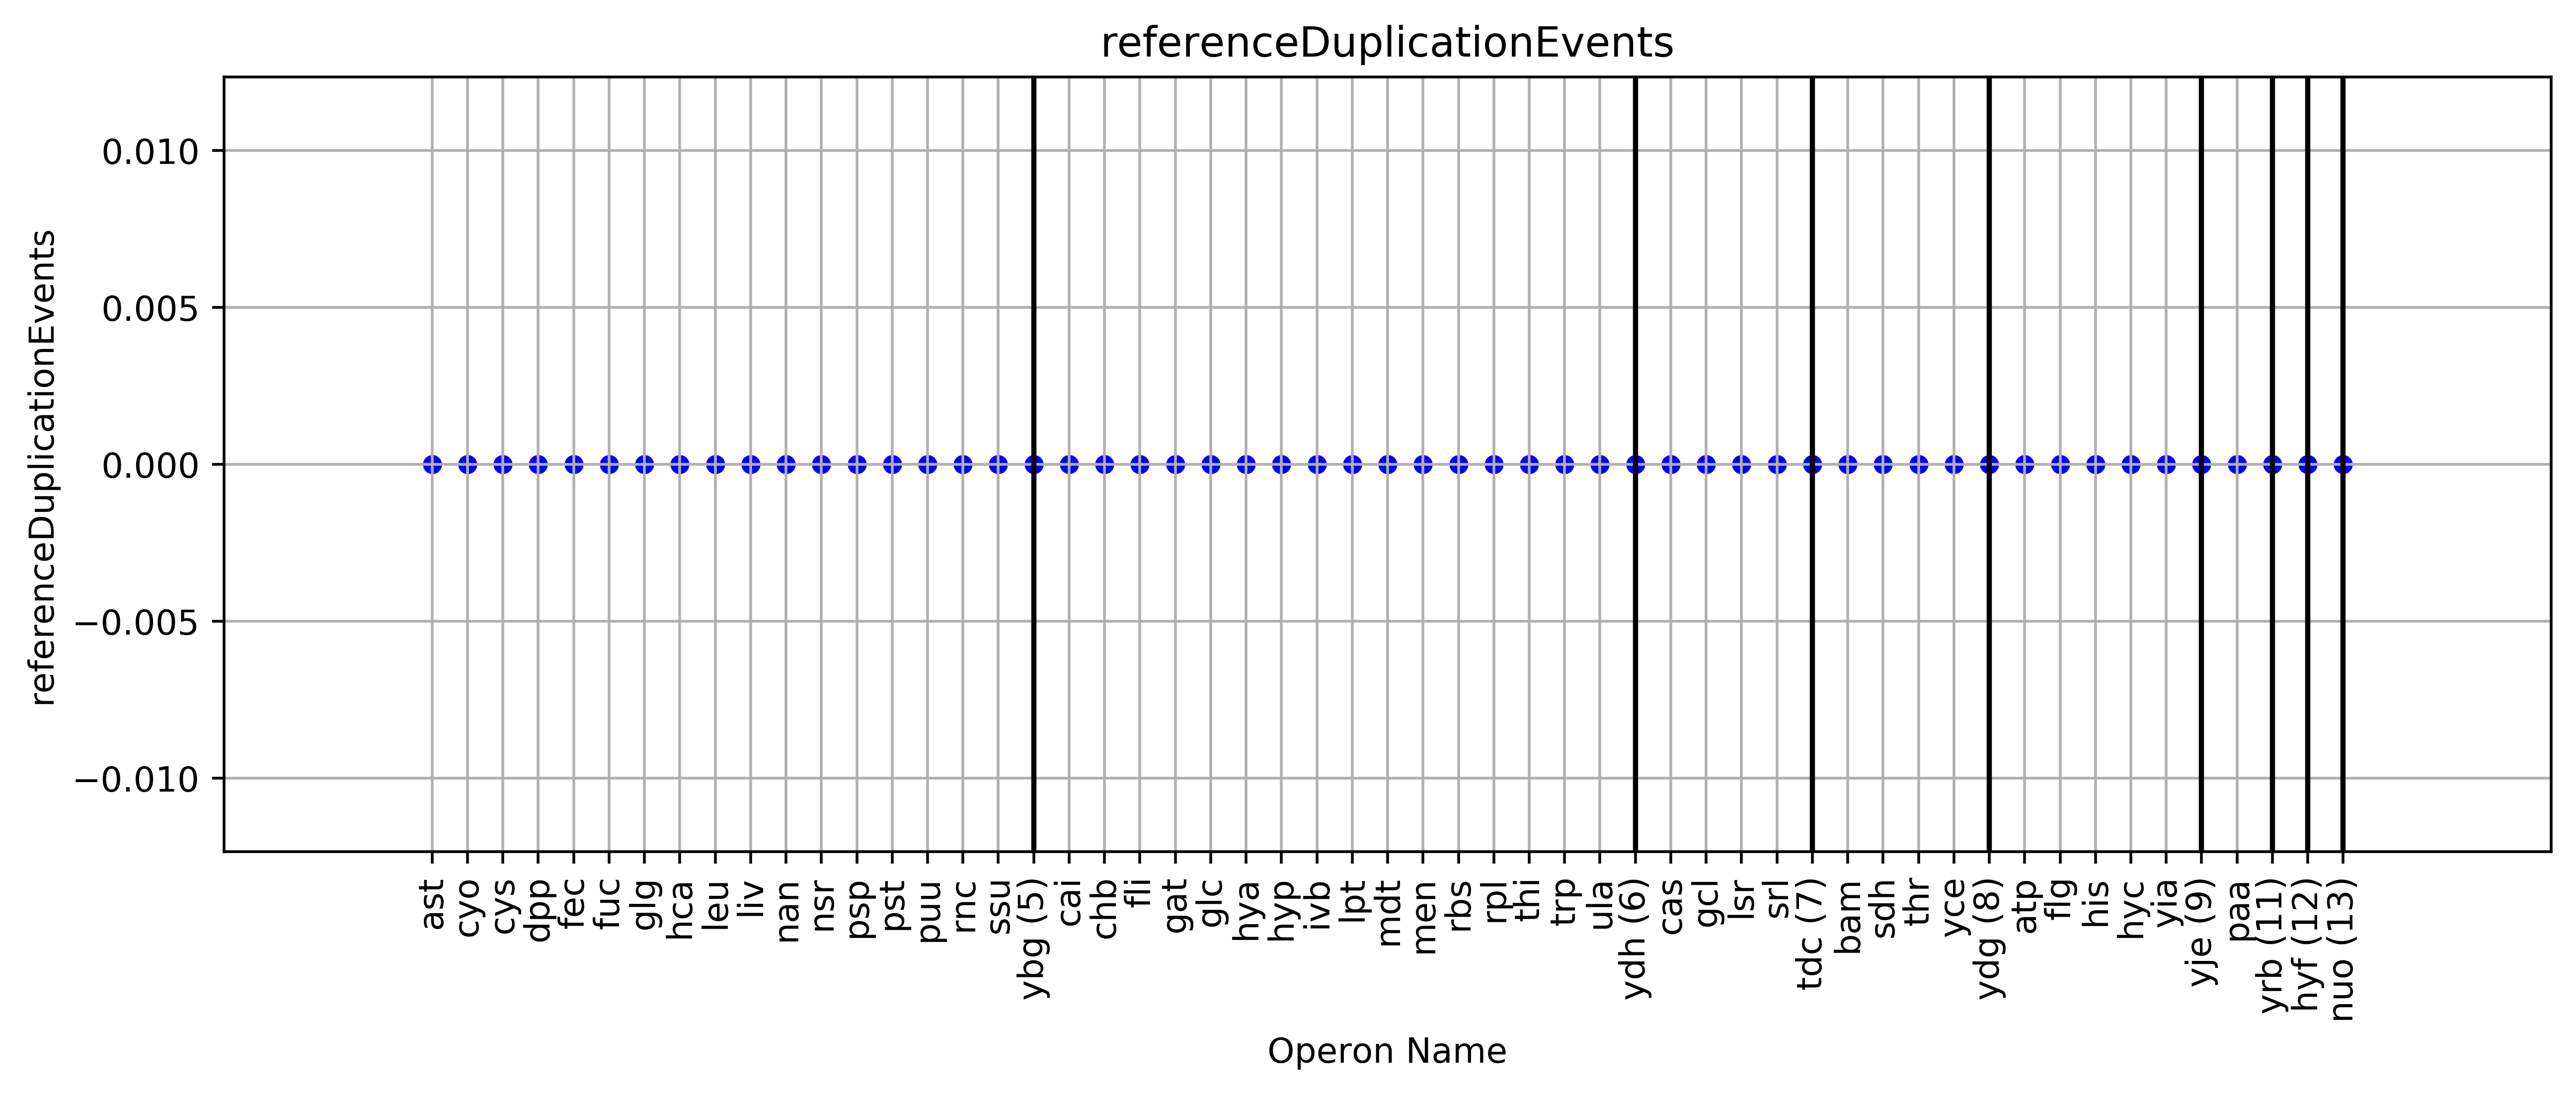 referenceDuplicationEvents
referenceDuplicationEvents
0.010
0.005
0.000
−0.005
−0.010
ast
cyo
cys
dpp
fec
fuc
glg
hca
leu
liv
nan
nsr
psp
pst
puu
rnc
ssu
ybg (5)
cai
chb
fli
gat
glc
hya
hyp
ivb
lpt
mdt
men
rbs
rpl
thi
trp
ula
ydh (6)
cas
gcl
lsr
srl
tdc (7)
bam
sdh
thr
yce
ydg (8)
atp
flg
his
hyc
yia
yje (9)
paa
yrb (11)
hyf (12)
nuo (13)
Operon Name